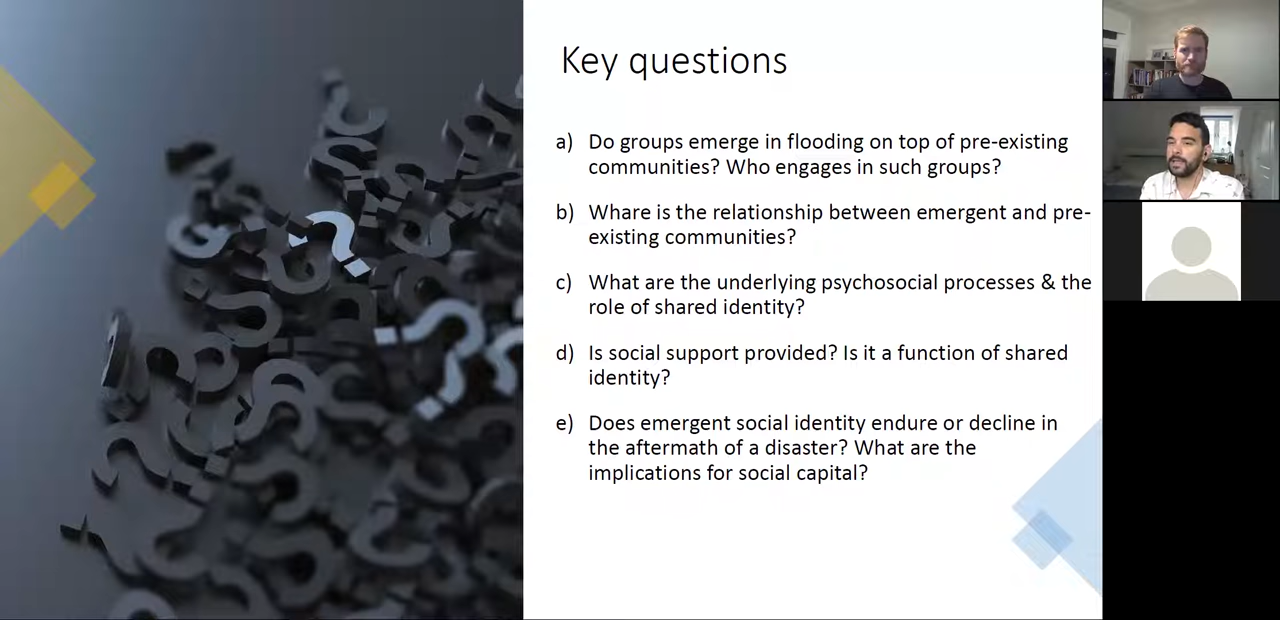 Key questions
a) Do groups emerge in flooding on top of pre-existing
communities? Who engages in such groups?
b) Whare is the relationship between emergent and pre-
existing communities?
c) What are the underlying psychosocial processes & the
role of shared identity?
d) Is social support provided? Is it a function of shared
identity?
e) Does emergent social identity endure or decline in
the aftermath of a disaster? What are the
implications for social capital?